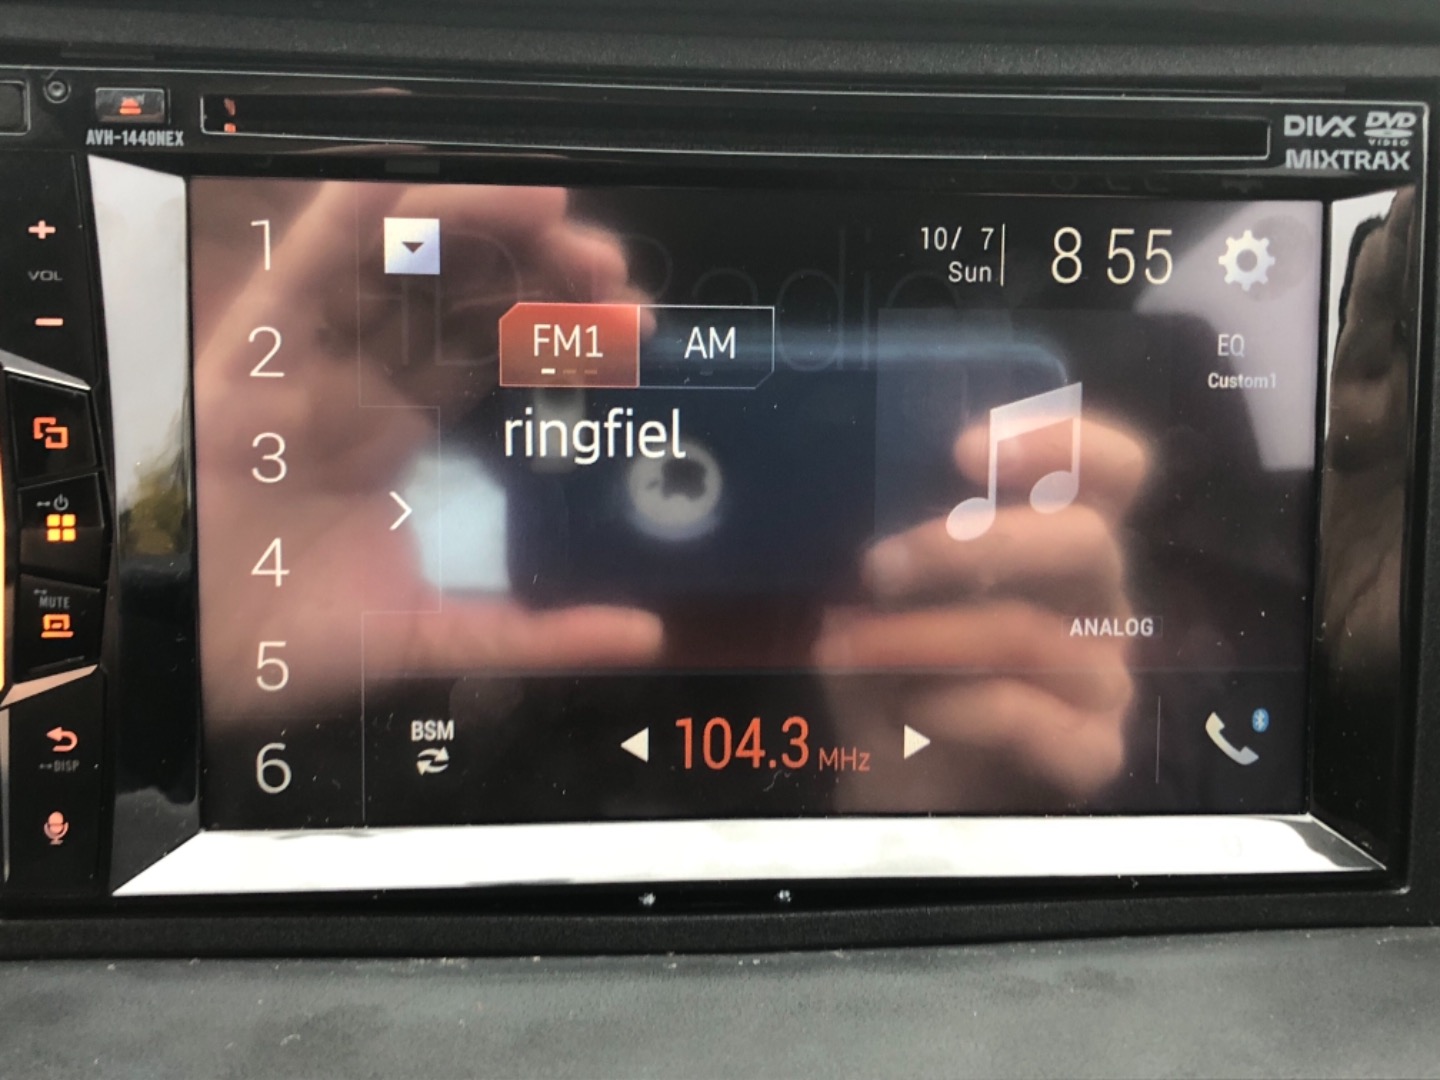 AVH-1440NEX
DIVX DVD
VIDEO
MIXTRAX
VOL
MUTE
DISP
1
2
3
4
5
6
10/ 7
Sun
8 55
FM1 AM
EQ
Custom1
ringfiel
ANALOG
BSM
104.3 MHz